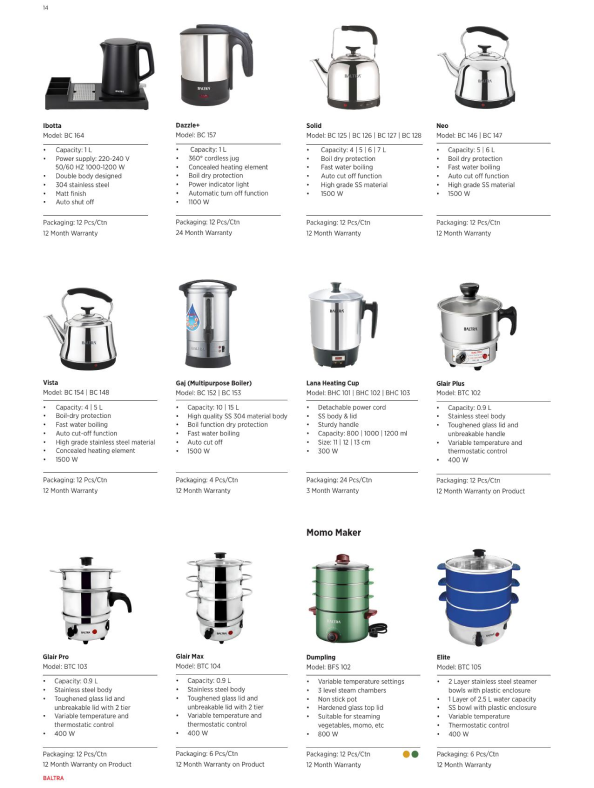 14
Ibotta
Model: BC 164
• Capacity: 1 L
• Power supply: 220-240 V
50/60 HZ 1000-1200 W
• Double body designed
• 304 stainless steel
• Matt finish
• Auto shut off
Packaging: 12 Pcs/Ctn
12 Month Warranty
Dazzle+
Model: BC 157
• Capacity: 1 L
• 360° cordless jug
• Concealed heating element
• Boil dry protection
• Power indicator light
• Automatic turn off function
• 1100 W
Packaging: 12 Pcs/Ctn
24 Month Warranty
Solid
Model: BC 125 | BC 126 | BC 127 | BC 128
• Capacity: 4 | 5 | 6 | 7 L
• Boil dry protection
• Fast water boiling
• Auto cut off function
• High grade SS material
• 1500 W
Packaging: 12 Pcs/Ctn
12 Month Warranty
Neo
Model: BC 146 | BC 147
• Capacity: 5 | 6 L
• Boil dry protection
• Fast water boiling
• Auto cut off function
• High grade SS material
• 1500 W
Packaging: 12 Pcs/Ctn
12 Month Warranty
Vista
Model: BC 154 | BC 148
• Capacity: 4 | 5 L
• Boil-dry protection
• Fast water boiling
• Auto cut-off function
• High grade stainless steel material
• Concealed heating element
• 1500 W
Packaging: 12 Pcs/Ctn
12 Month Warranty
Gaj (Multipurpose Boiler)
Model: BC 152 | BC 153
• Capacity: 10 | 15 L
• High quality SS 304 material body
• Boil function dry protection
• Fast water boiling
• Auto cut off
• 1500 W
Packaging: 4 Pcs/Ctn
12 Month Warranty
Lana Heating Cup
Model: BHC 101 | BHC 102 | BHC 103
• Detachable power cord
• SS body & lid
• Sturdy handle
• Capacity: 800 | 1000 | 1200 ml
• Size: 11 | 12 | 13 cm
• 300 W
Packaging: 24 Pcs/Ctn
3 Month Warranty
Glair Plus
Model: BTC 102
• Capacity: 0.9 L
• Stainless steel body
• Toughened glass lid and
unbreakable handle
• Variable temperature and
thermostatic control
• 400 W
Packaging: 12 Pcs/Ctn
12 Month Warranty on Product
Momo Maker
Glair Pro
Model: BTC 103
• Capacity: 0.9 L
• Stainless steel body
• Toughened glass lid and
unbreakable lid with 2 tier
• Variable temperature and
thermostatic control
• 400 W
Packaging: 12 Pcs/Ctn
12 Month Warranty on Product
Glair Max
Model: BTC 104
• Capacity: 0.9 L
• Stainless steel body
• Toughened glass lid and
unbreakable lid with 2 tier
• Variable temperature and
thermostatic control
• 400 W
Packaging: 6 Pcs/Ctn
12 Month Warranty on Product
Dumpling
Model: BFS 102
• Variable temperature settings
• 3 level steam chambers
• Non stick pot
• Hardened glass top lid
• Suitable for steaming
vegetables, momo, etc
• 800 W
Packaging: 12 Pcs/Ctn
12 Month Warranty
Elite
Model: BTC 105
• 2 Layer stainless steel steamer
bowls with plastic enclosure
• 1 Layer of 2.5 L water capacity
• SS bowl with plastic enclosure
• Variable temperature
• Thermostatic control
• 400 W
Packaging: 6 Pcs/Ctn
12 Month Warranty
BALTRA